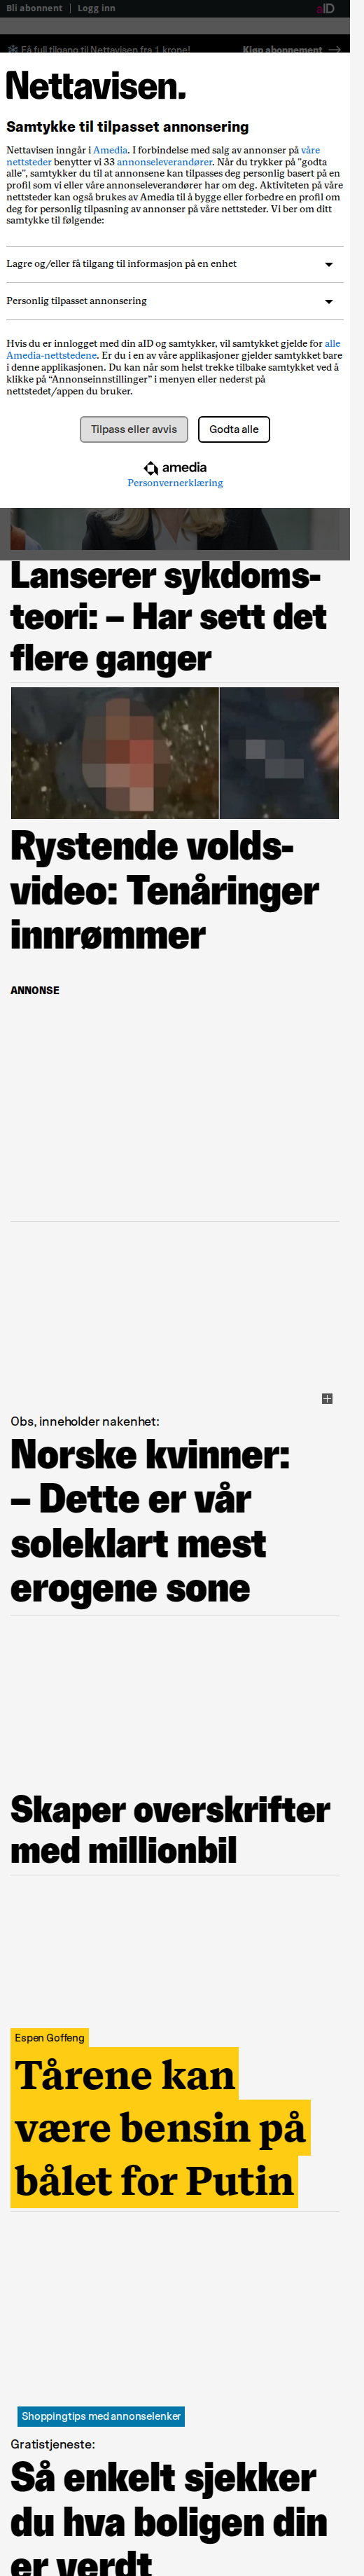 Bli abonnent | Logg inn
aID
Få full tilgang til Nettavisen fra 1 krone!
Kjøp abonnement →
Nettavisen.
Samtykke til tilpasset annonsering
Nettavisen inngår i Amedia. I forbindelse med salg av annonser på våre
nettsteder benytter vi 33 annonseleverandører. Når du trykker på "godta
alle", samtykker du til at annonsene kan tilpasses deg personlig basert på en
profil som vi eller våre annonseleverandører har om deg. Aktiviteten på våre
nettsteder kan også brukes av Amedia til å bygge eller forbedre en profil om
deg for personlig tilpasning av annonser på våre nettsteder. Vi ber om ditt
samtykke til følgende:
Lagre og/eller få tilgang til informasjon på en enhet
Personlig tilpasset annonsering
Hvis du er innlogget med din aID og samtykker, vil samtykket gjelde for alle
Amedia-nettstedene. Er du i en av våre applikasjoner gjelder samtykket bare
i denne applikasjonen. Du kan når som helst trekke tilbake samtykket ved å
klikke på “Annonseinnstillinger” i menyen eller nederst på
nettstedet/appen du bruker.
Tilpass eller avvis
Godta alle
amedia
Personvernerklæring
Lanserer sykdoms-
teori: – Har sett det
flere ganger
Rystende volds-
video: Tenåringer
innrømmer
ANNONSE
Obs, inneholder nakenhet:
Norske kvinner:
– Dette er vår
soleklart mest
erogene sone
Skaper overskrifter
med millionbil
Espen Goffeng
Tårene kan
være bensin på
bålet for Putin
Shoppingtips med annonselenker
Gratistjeneste:
Så enkelt sjekker
du hva boligen din
er verdt